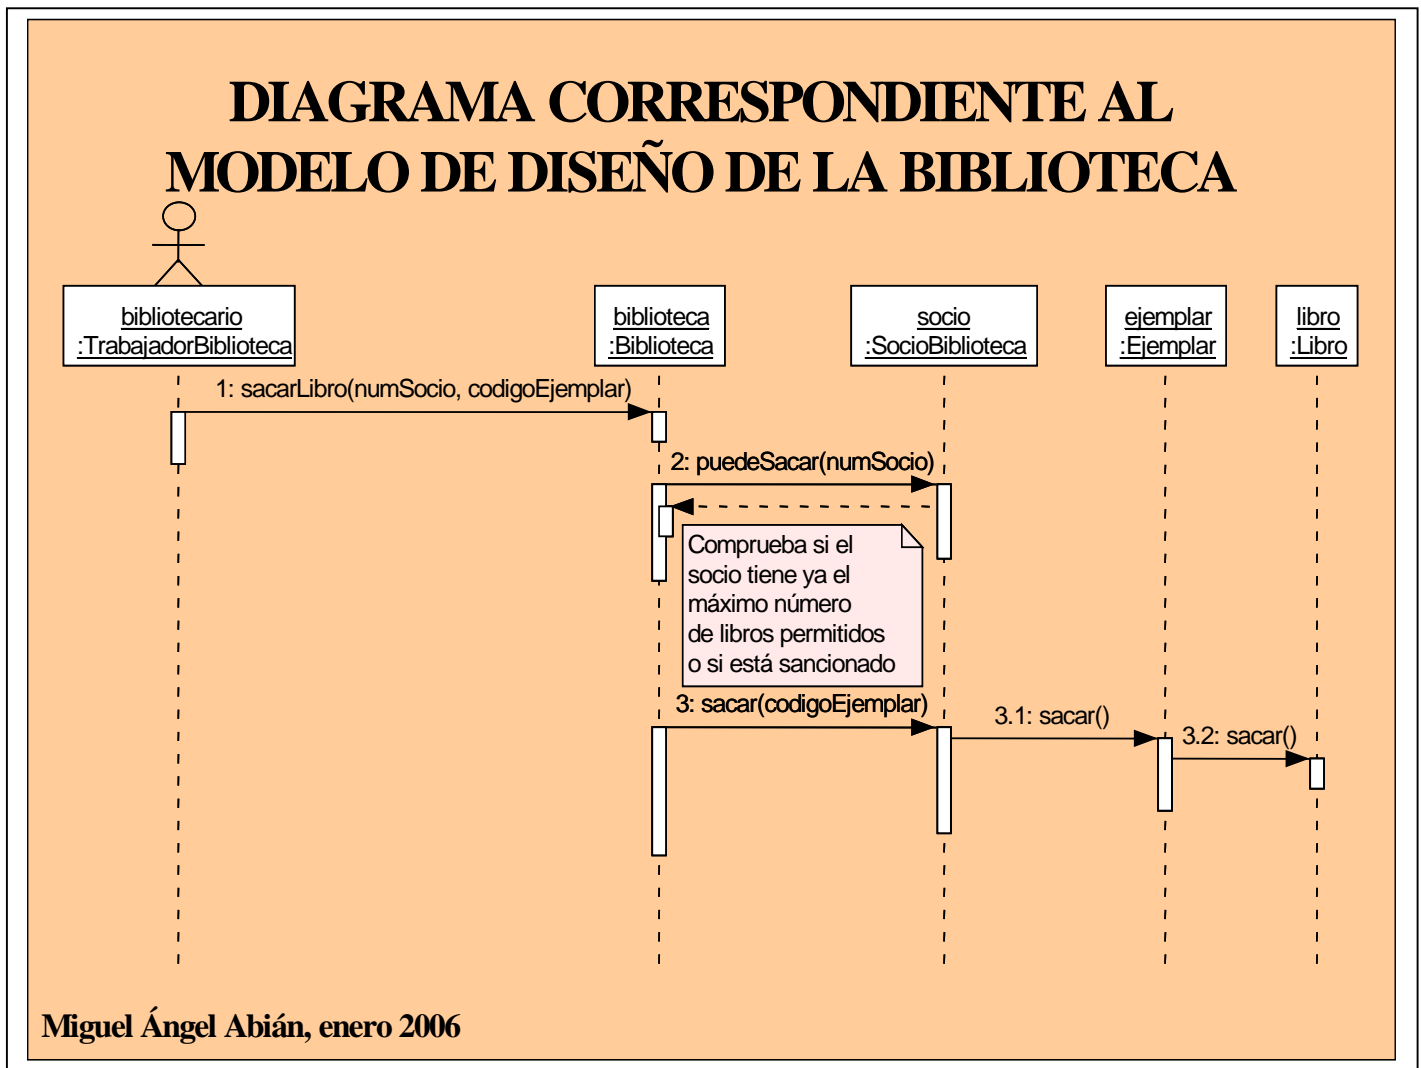 DIAGRAMA CORRESPONDIENTE AL
MODELO DE DISEÑO DE LA BIBLIOTECA
bibliotecario
:TrabajadorBiblioteca
biblioteca
:Biblioteca
socio
:SocioBiblioteca
ejemplar
:Ejemplar
libro
:Libro
1: sacarLibro(numSocio, codigoEjemplar)
2: puedeSacar(numSocio)
Comprueba si el
socio tiene ya el
máximo número
de libros permitidos
o si está sancionado
3: sacar(codigoEjemplar)
3.1: sacar()
3.2: sacar()
Miguel Ángel Abián, enero 2006